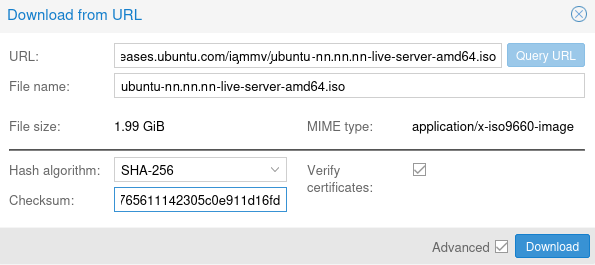 Download from URL
URL: eases.ubuntu.com/iqmmv/ubuntu-nn.nn.nn-live-server-amd64.iso Query URL
File name: ubuntu-nn.nn.nn-live-server-amd64.iso
File size: 1.99 GiB MIME type: application/x-iso9660-image
Hash algorithm: SHA-256 Verify certificates:
Checksum: 765611142305c0e911d16fd
Advanced Download